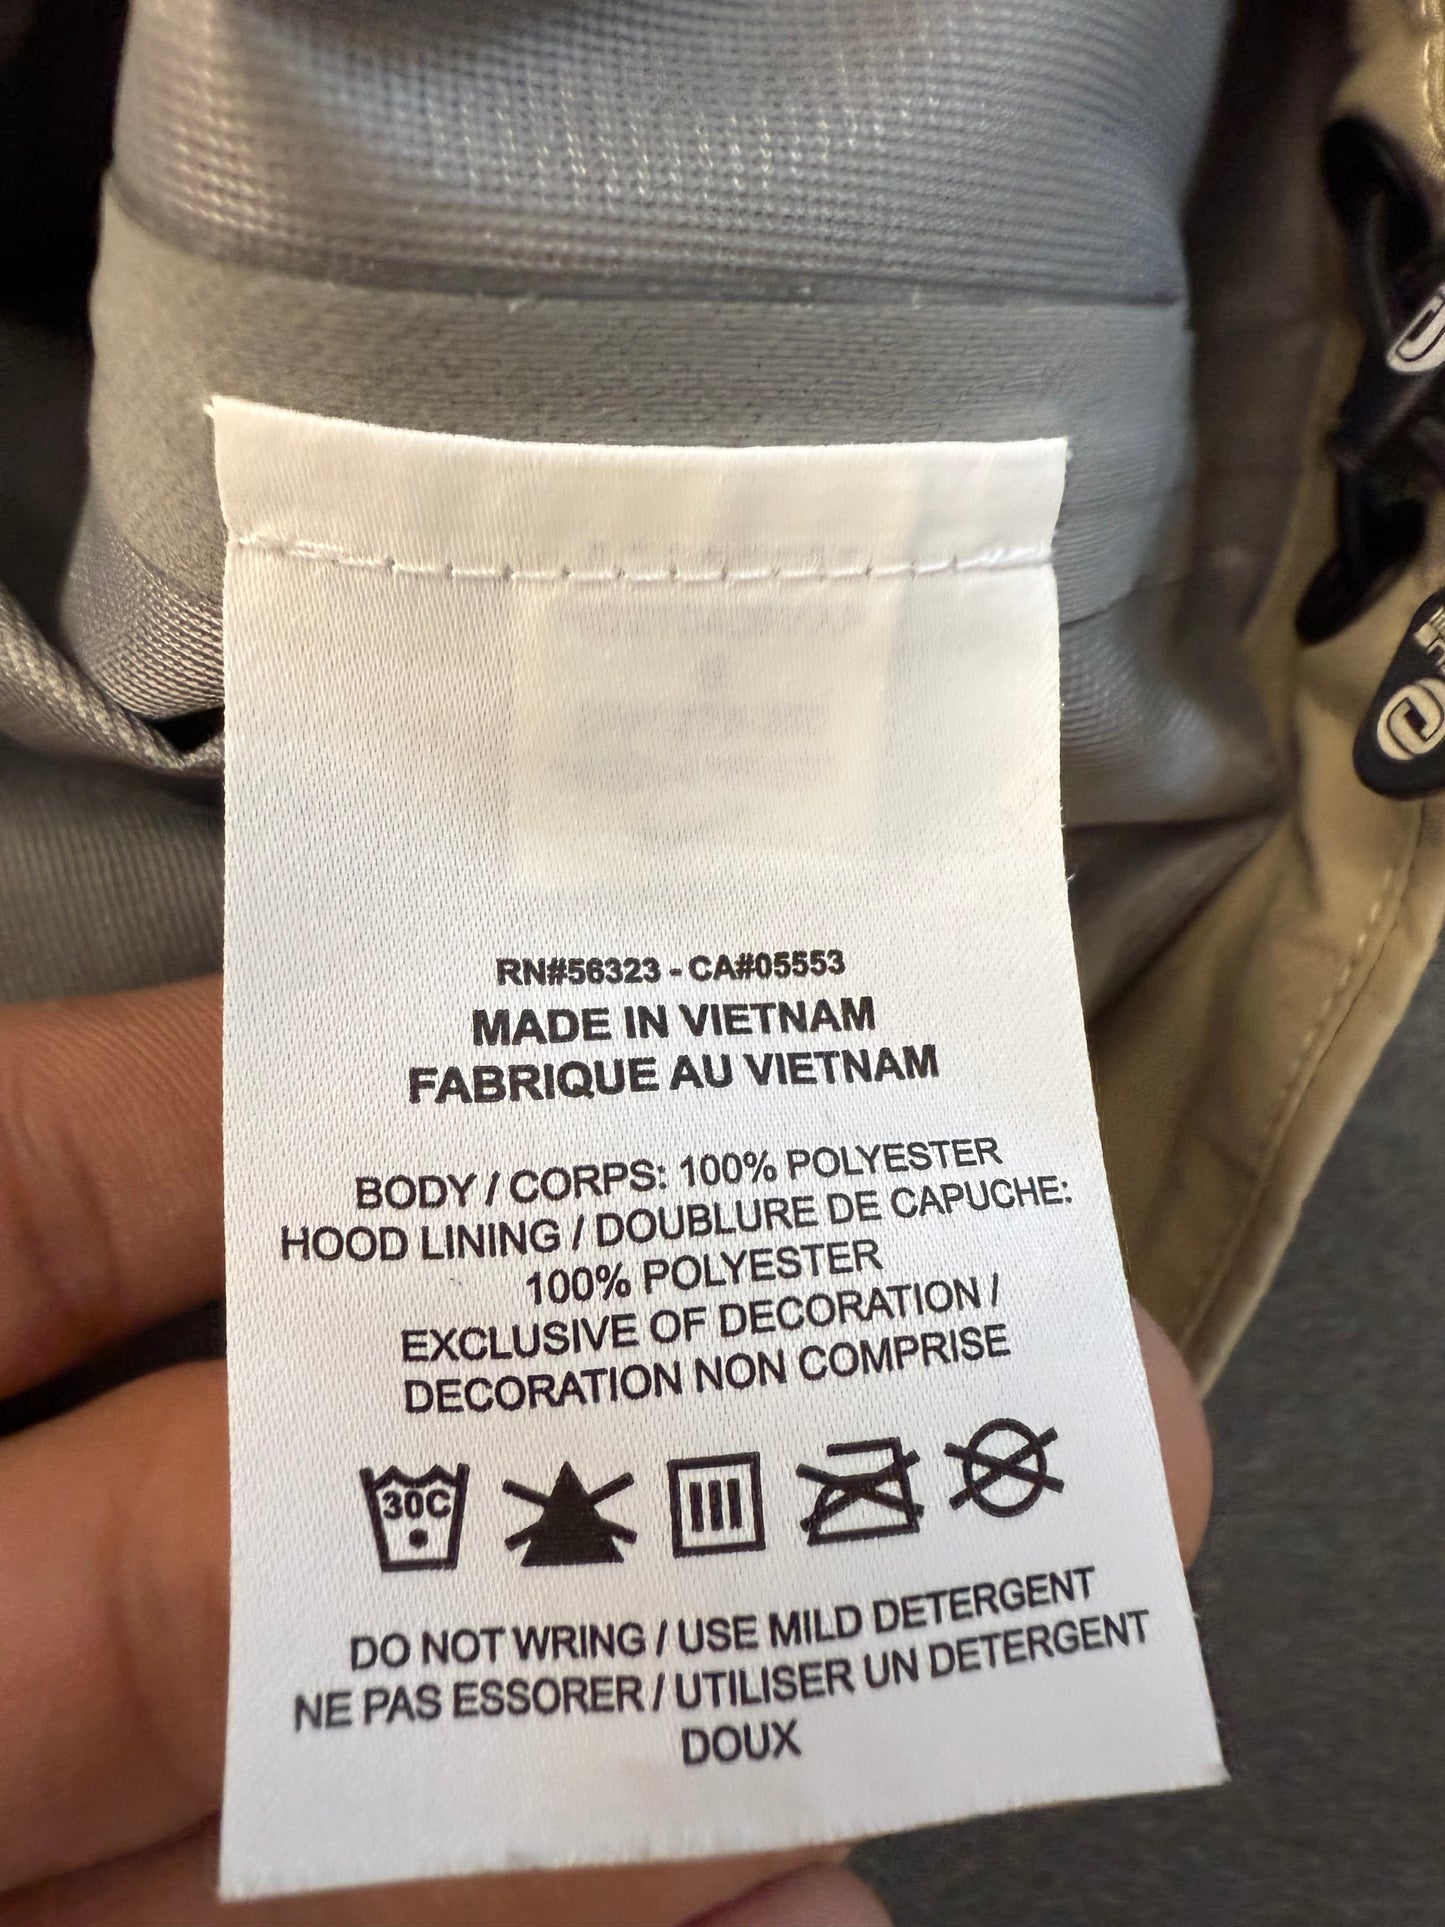 RN#56323 - CA#05553
MADE IN VIETNAM
FABRIQUE AU VIETNAM
BODY / CORPS: 100% POLYESTER
HOOD LINING / DOUBLURE DE CAPUCHE:
100% POLYESTER
EXCLUSIVE OF DECORATION /
DECORATION NON COMPRISE
30C
DO NOT WRING / USE MILD DETERGENT
NE PAS ESSORER / UTILISER UN DETERGENT
DOUX